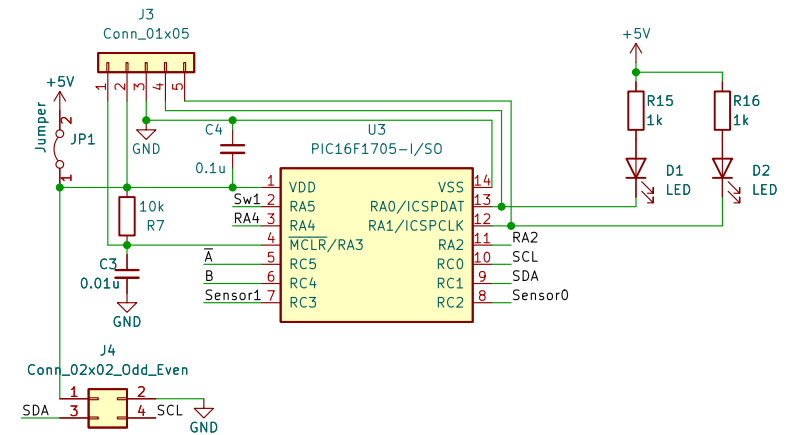 J3
Conn_01x05
1 2 3 4 5
+5V
+5V
Jumper
2
JP1
1
GND
C4
0.1u
U3
PIC16F1705-I/SO
R15
1k
R16
1k
D1
LED
D2
LED
1 VDD VSS 14
Sw1 2 RA5 RA0/ICSPDAT 13
RA4 3 RA4 RA1/ICSPCLK 12
4 MCLR/RA3 RA2 11 RA2
A 5 RC5 RC0 10 SCL
B 6 RC4 RC1 9 SDA
Sensor1 7 RC3 RC2 8 Sensor0
10k
R7
C3
0.01u
GND
J4
Conn_02x02_Odd_Even
1 2
SDA 3 4 SCL
GND